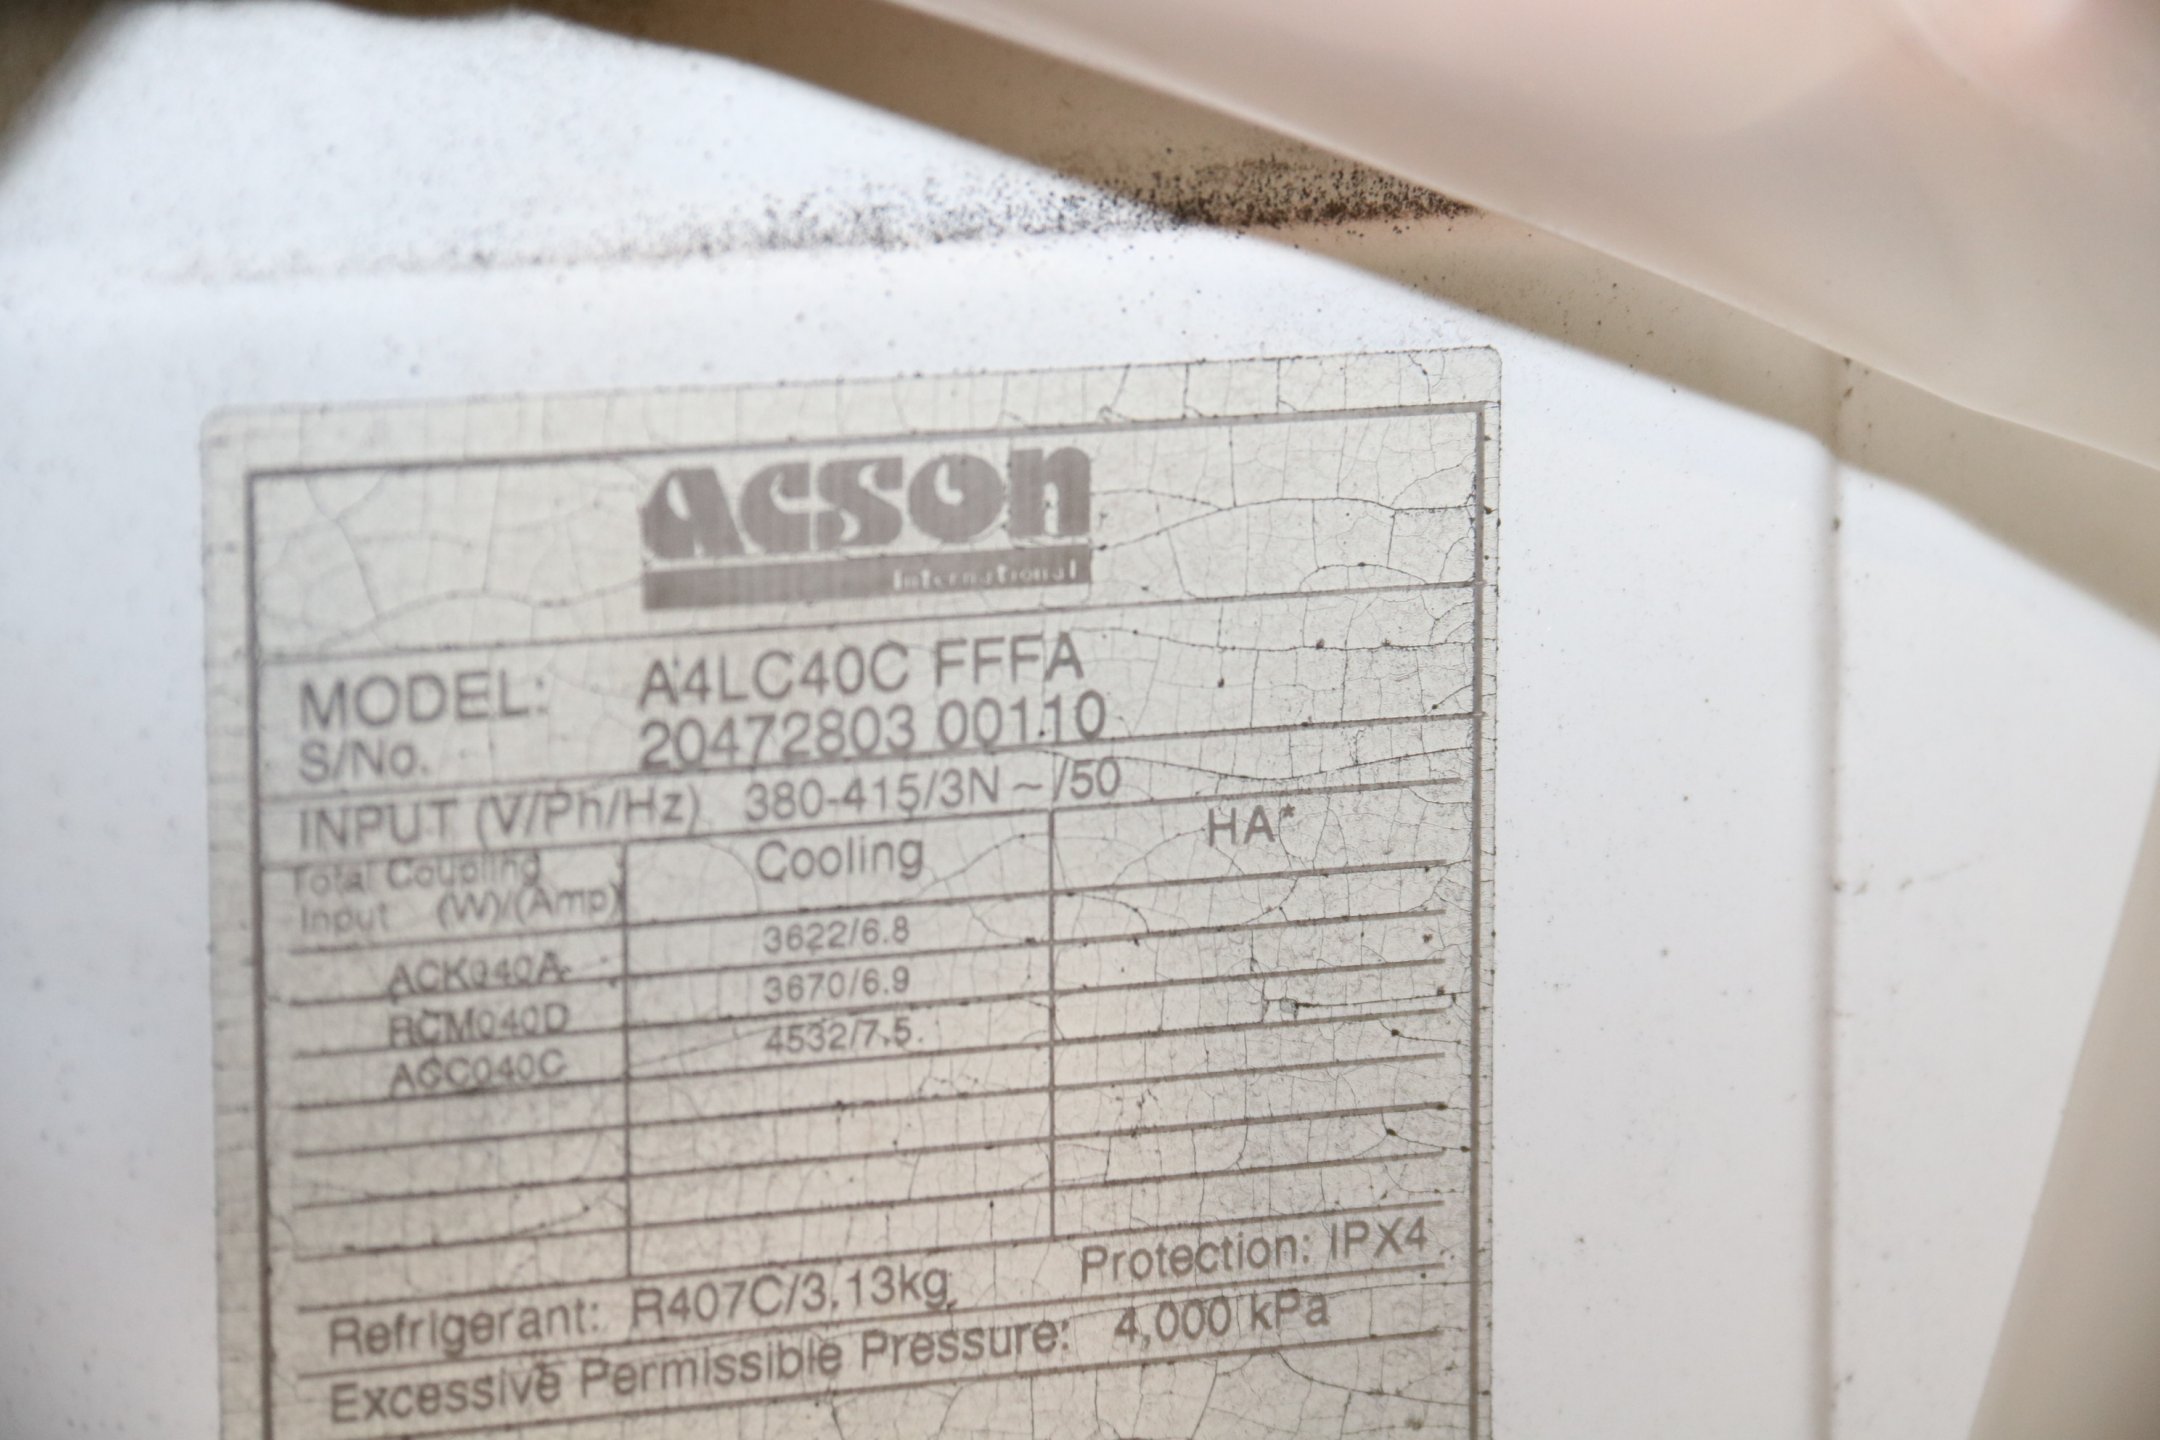 acson
International
MODEL: A4LC40C FFFA
S/No. 20472803 00110
INPUT (V/Ph/Hz) 380-415/3N ~ /50
Total Coupling Input (W)/(Amp) Cooling HA*
ACK040A 3622/6.8
RCM040D 3670/6.9
ACC040C 4532/7.5
Refrigerant: R407C/3.13kg Protection: IPX4
Excessive Permissible Pressure: 4,000 kPa